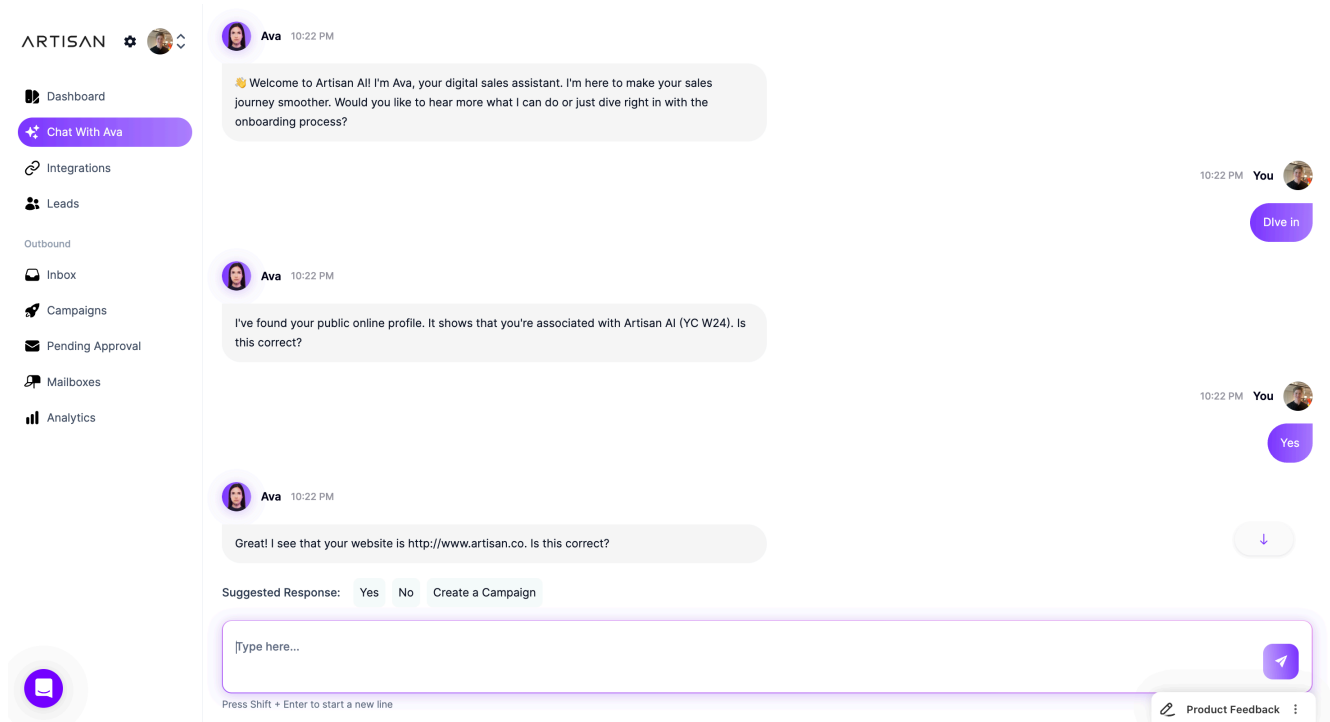 ARTISAN
Dashboard
Chat With Ava
Integrations
Leads
Outbound
Inbox
Campaigns
Pending Approval
Mailboxes
Analytics
Ava 10:22 PM
👋 Welcome to Artisan AI! I'm Ava, your digital sales assistant. I'm here to make your sales
journey smoother. Would you like to hear more what I can do or just dive right in with the
onboarding process?
10:22 PM You
DIve in
Ava 10:22 PM
I've found your public online profile. It shows that you're associated with Artisan AI (YC W24). Is
this correct?
10:22 PM You
Yes
Ava 10:22 PM
Great! I see that your website is http://www.artisan.co. Is this correct?
Suggested Response: Yes No Create a Campaign
Type here...
Press Shift + Enter to start a new line
Product Feedback